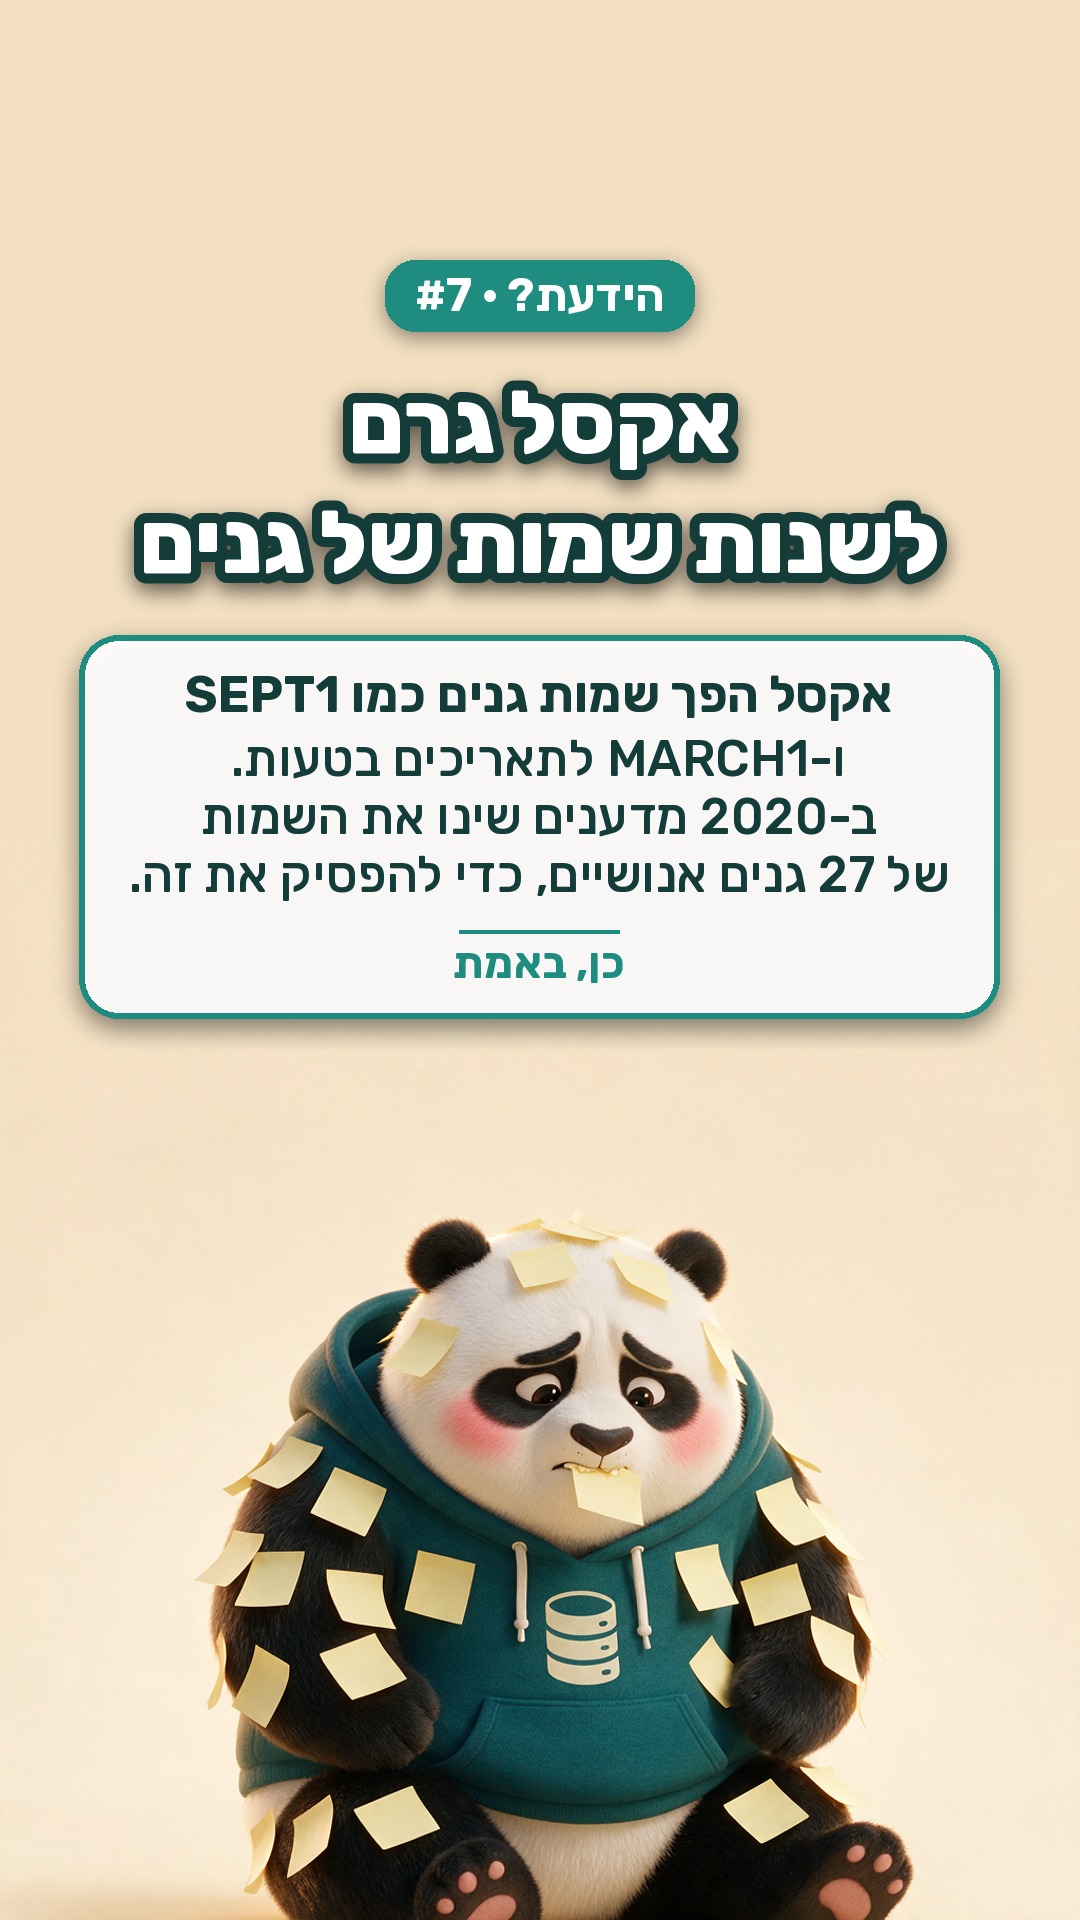 הידעת? • #7
אקסל גרם
לשנות שמות של גנים
אקסל הפך שמות גנים כמו SEPT1
ו-MARCH1 לתאריכים בטעות.
ב-2020 מדענים שינו את השמות
של 27 גנים אנושיים, כדי להפסיק את זה.
כן, באמת